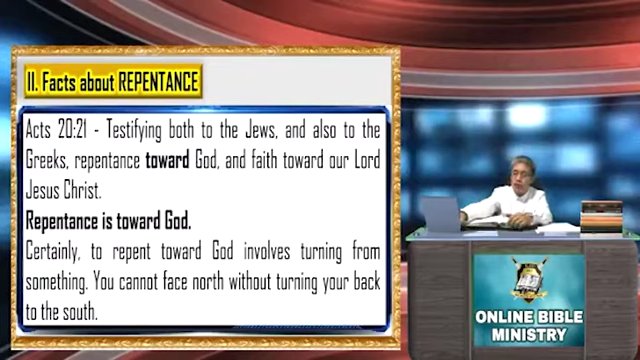 II. Facts about REPENTANCE
Acts 20:21 - Testifying both to the Jews, and also to the
Greeks, repentance toward God, and faith toward our Lord
Jesus Christ.
Repentance is toward God.
Certainly, to repent toward God involves turning from
something. You cannot face north without turning your back
to the south.
ONLINE BIBLE
MINISTRY